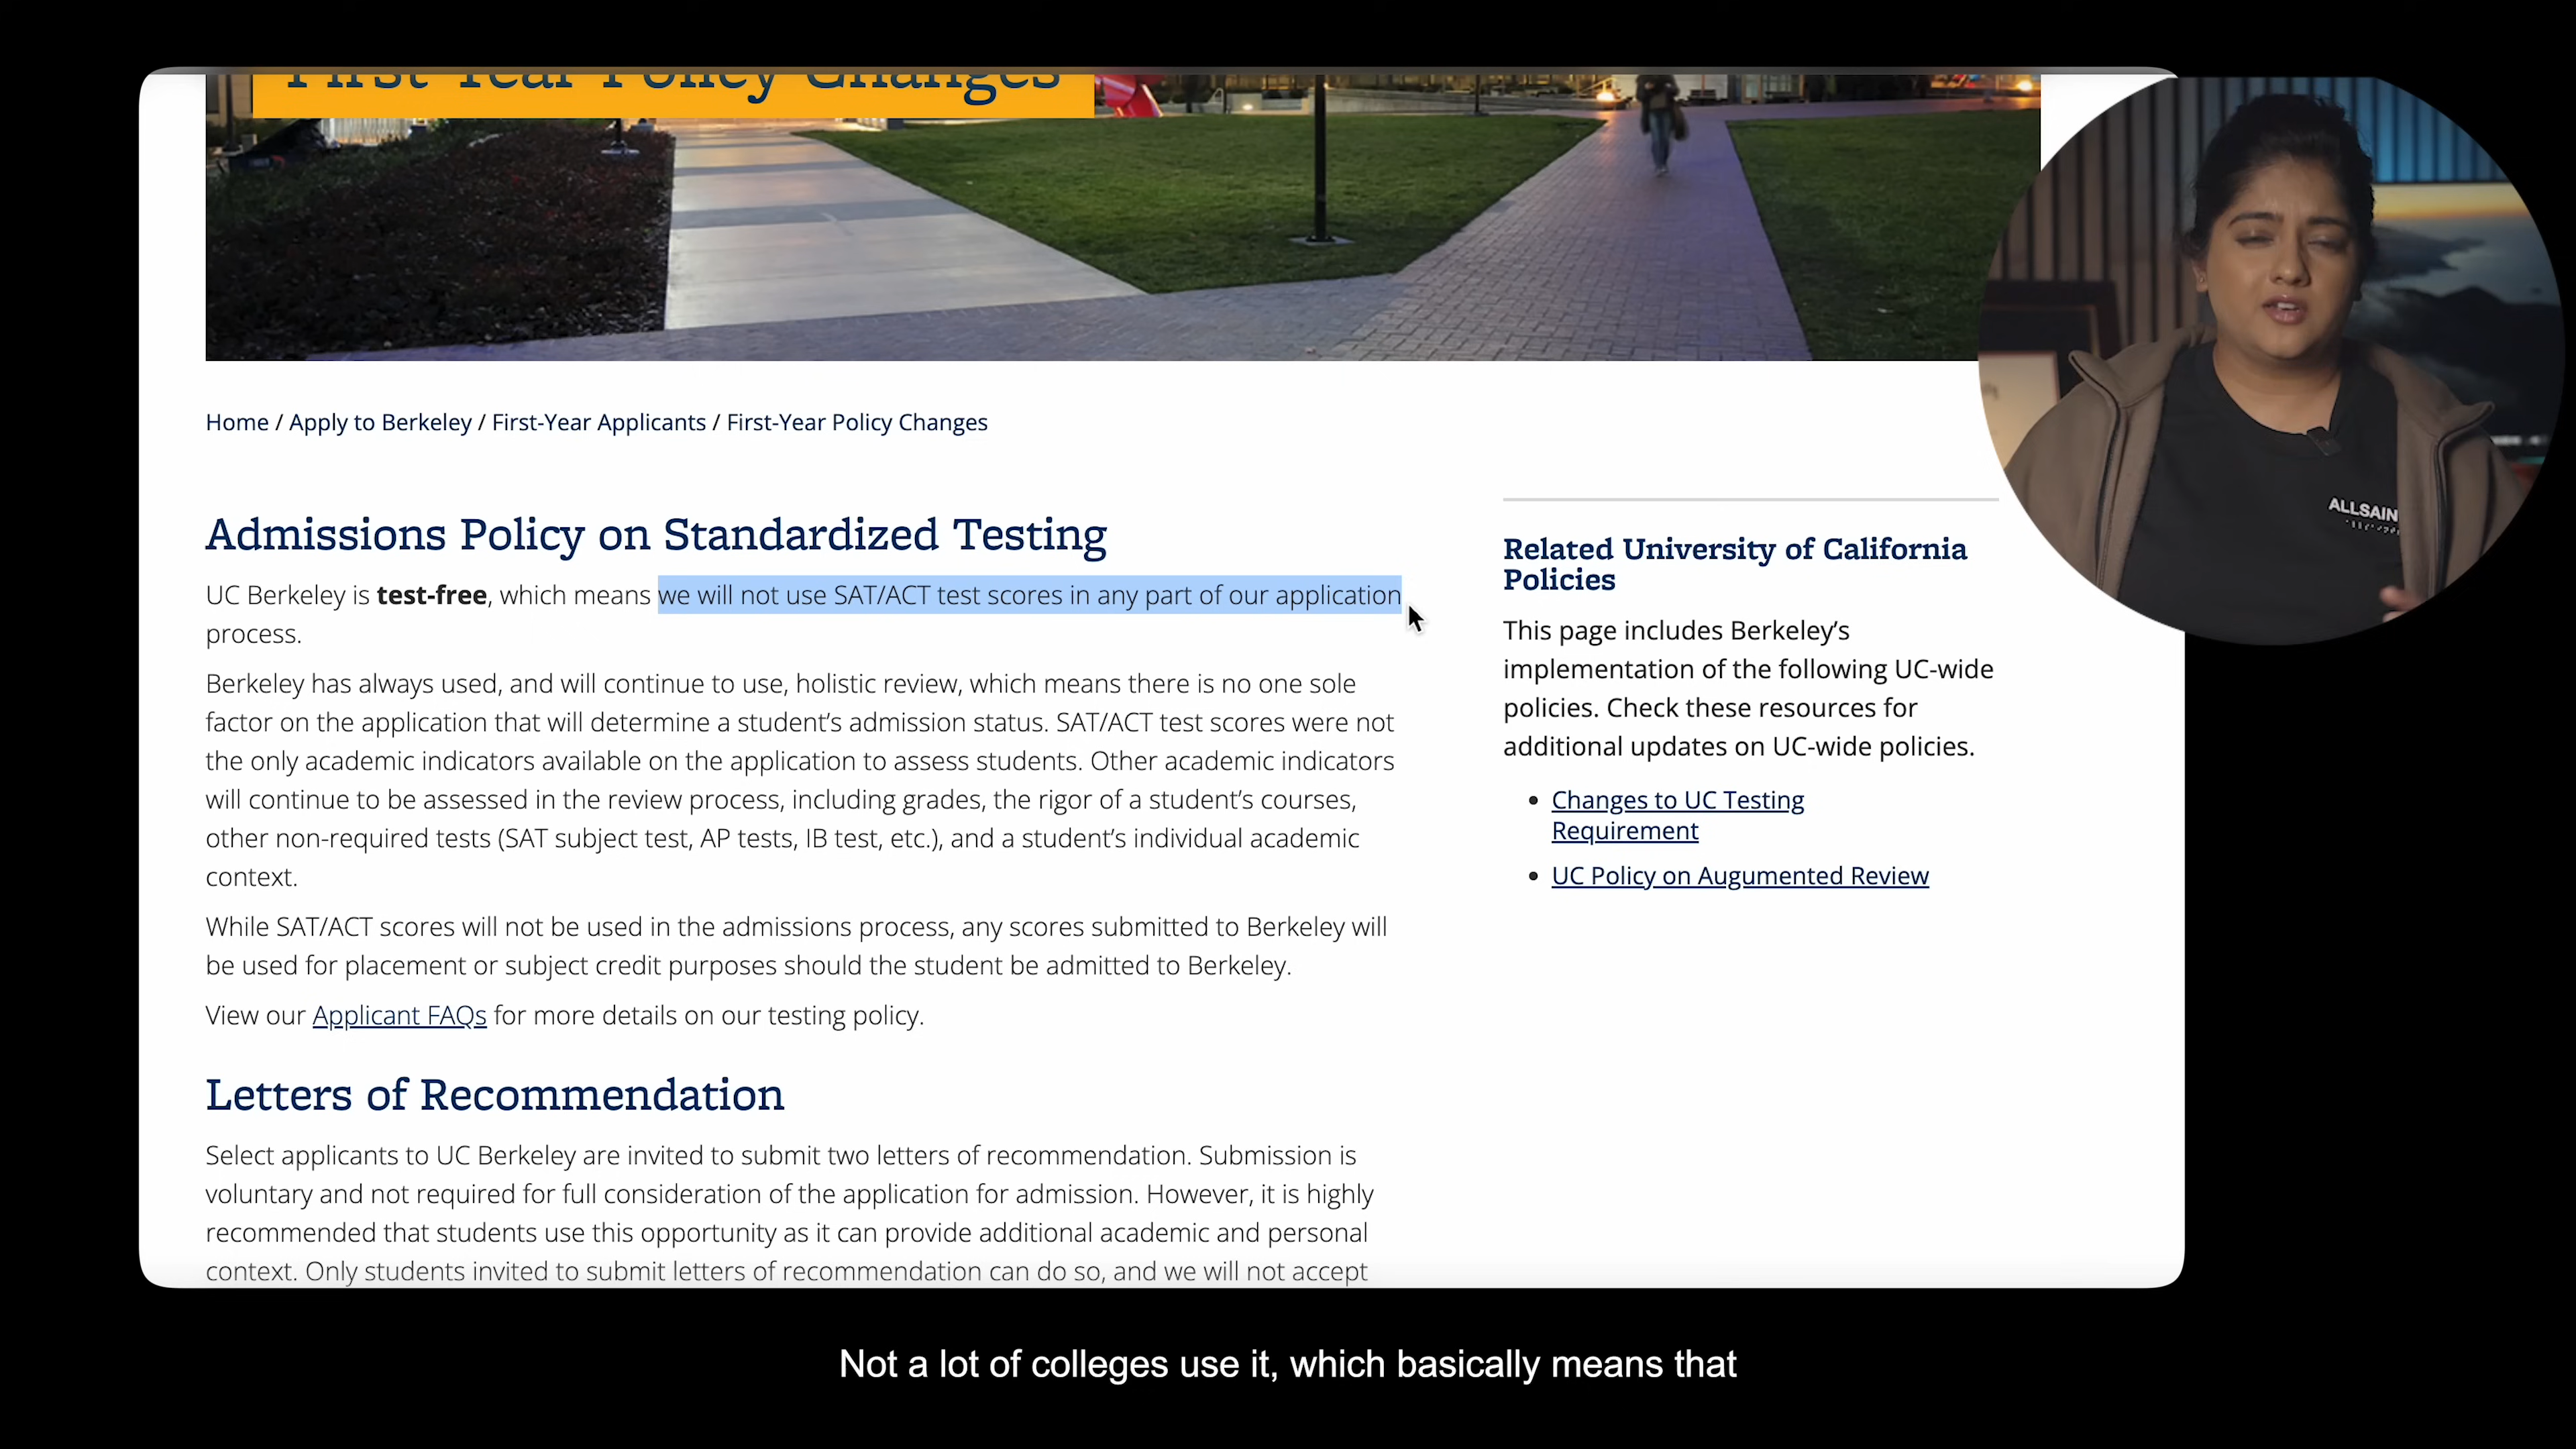 First-Year Policy Changes
Home / Apply to Berkeley / First-Year Applicants / First-Year Policy Changes
Admissions Policy on Standardized Testing
UC Berkeley is test-free, which means we will not use SAT/ACT test scores in any part of our application
process.
Berkeley has always used, and will continue to use, holistic review, which means there is no one sole
factor on the application that will determine a student’s admission status. SAT/ACT test scores were not
the only academic indicators available on the application to assess students. Other academic indicators
will continue to be assessed in the review process, including grades, the rigor of a student’s courses,
other non-required tests (SAT subject test, AP tests, IB test, etc.), and a student’s individual academic
context.
While SAT/ACT scores will not be used in the admissions process, any scores submitted to Berkeley will
be used for placement or subject credit purposes should the student be admitted to Berkeley.
View our Applicant FAQs for more details on our testing policy.
Letters of Recommendation
Select applicants to UC Berkeley are invited to submit two letters of recommendation. Submission is
voluntary and not required for full consideration of the application for admission. However, it is highly
recommended that students use this opportunity as it can provide additional academic and personal
context. Only students invited to submit letters of recommendation can do so, and we will not accept
Related University of California
Policies
This page includes Berkeley’s
implementation of the following UC-wide
policies. Check these resources for
additional updates on UC-wide policies.
• Changes to UC Testing
Requirement
• UC Policy on Augumented Review
ALLSAIN
Not a lot of colleges use it, which basically means that